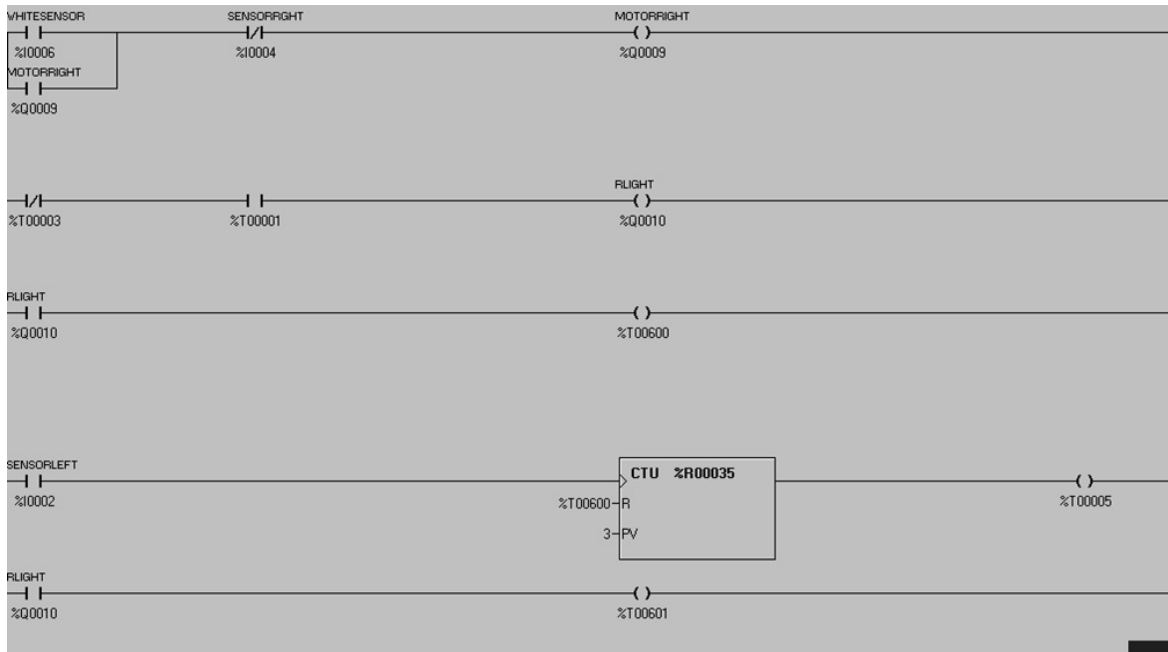 WHITESENSOR SENSORRGHT MOTORRIGHT
%I0006 %I0004 %Q0009
MOTORRIGHT
%Q0009
RLIGHT
%T00003 %T00001 %Q0010
RLIGHT
%Q0010 %T00600
SENSORLEFT
CTU %R00035
%I0002 %T00600 R %T00005
3 PV
RLIGHT
%Q0010 %T00601